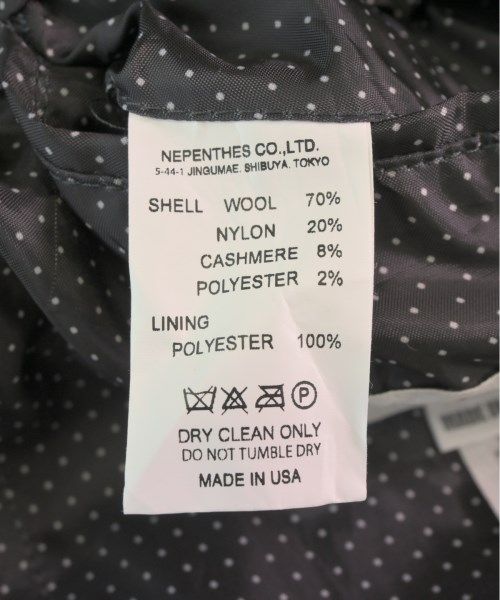 NEPENTHES CO.,LTD.
5-44-1 JINGUMAE. SHIBUYA. TOKYO
SHELL WOOL 70%
NYLON 20%
CASHMERE 8%
POLYESTER 2%
LINING
POLYESTER 100%
P
DRY CLEAN ONLY
DO NOT TUMBLE DRY
MADE IN USA